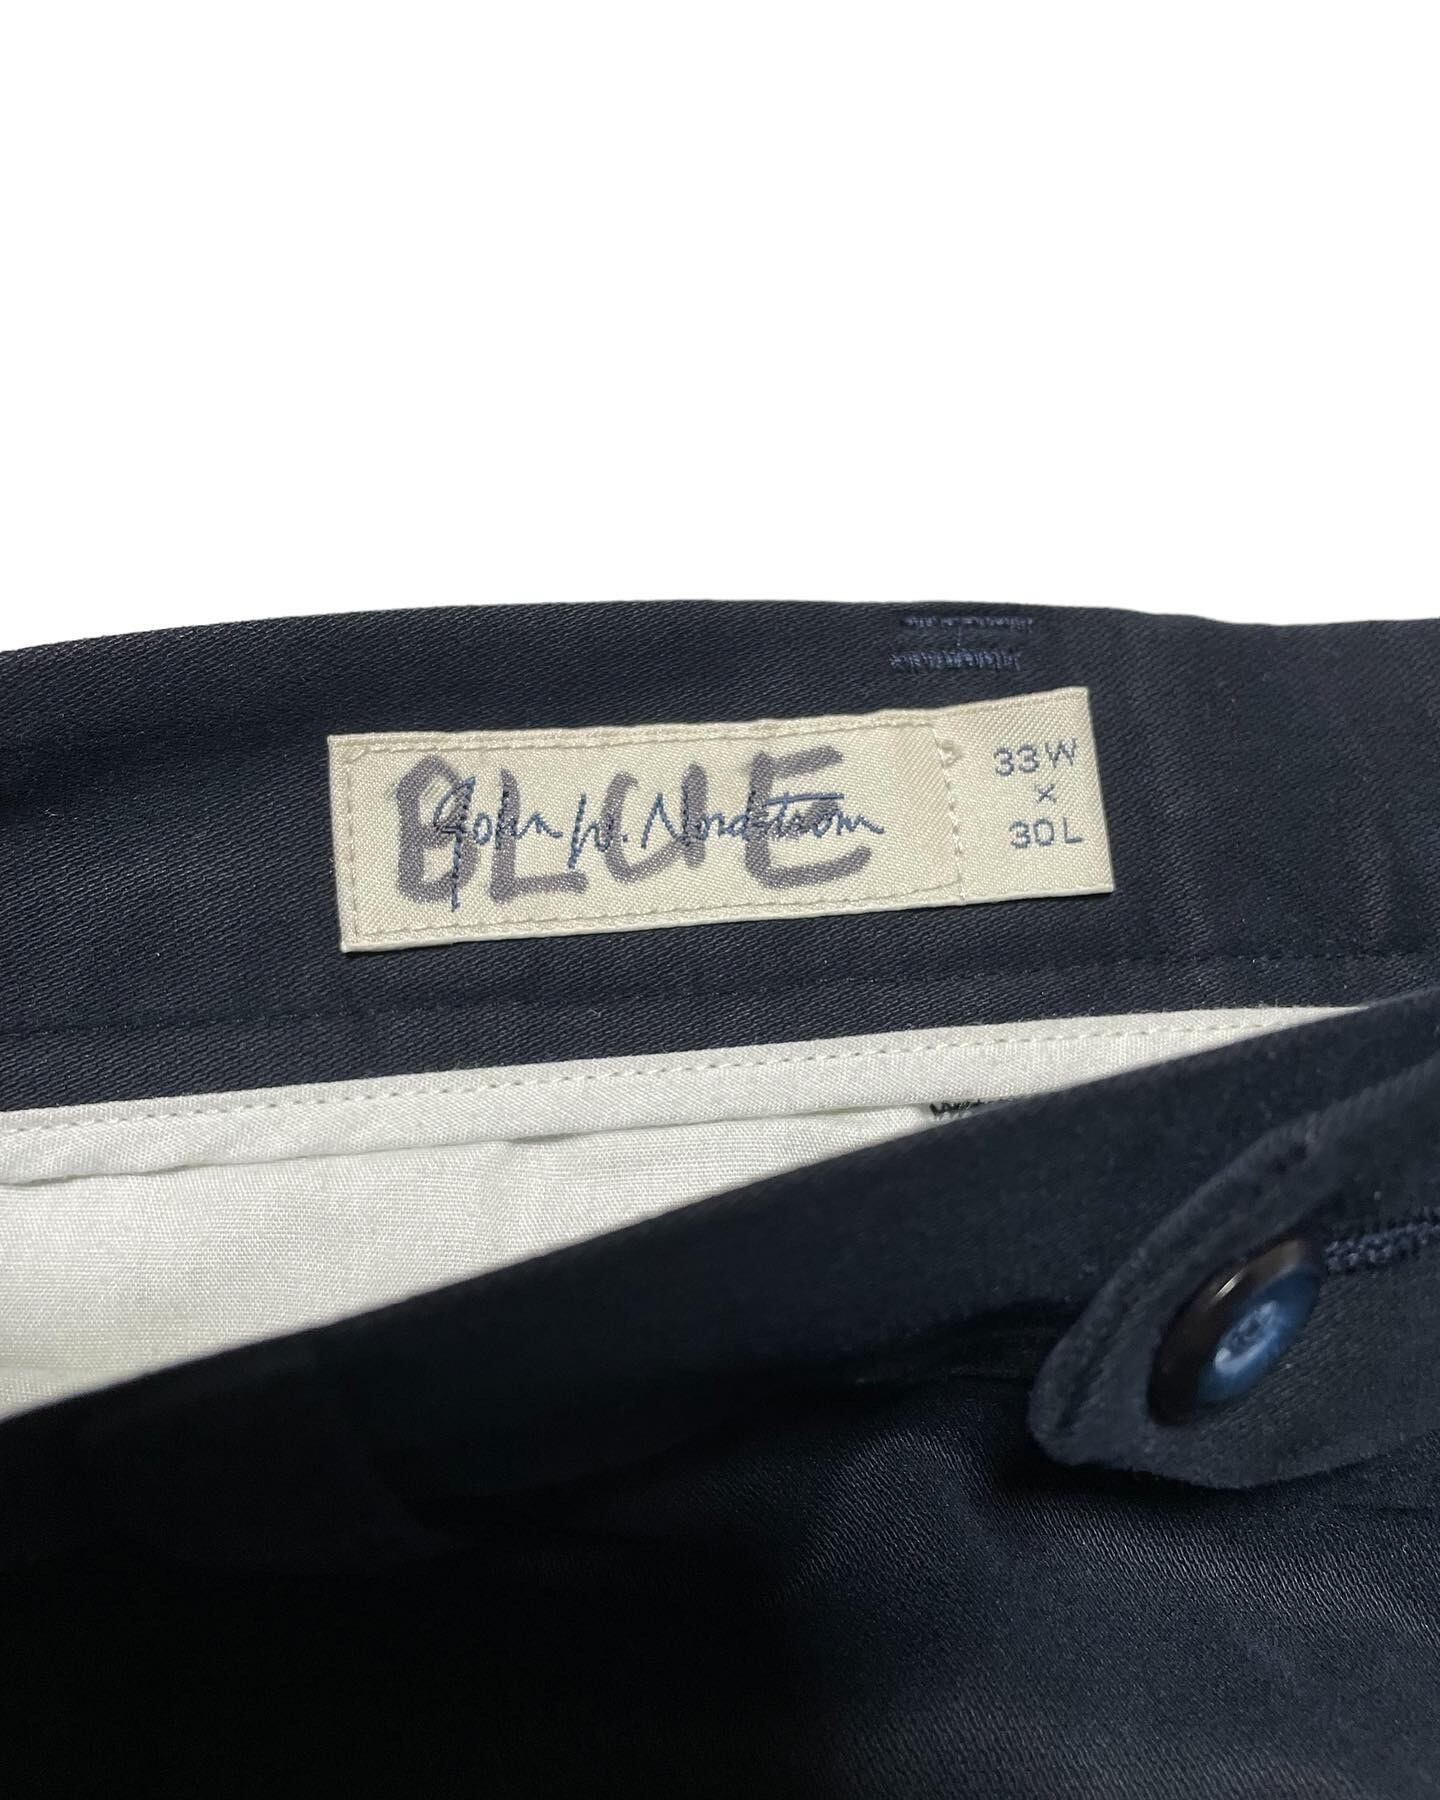 John W. Nordstrom
BLUE
33W
x
30L